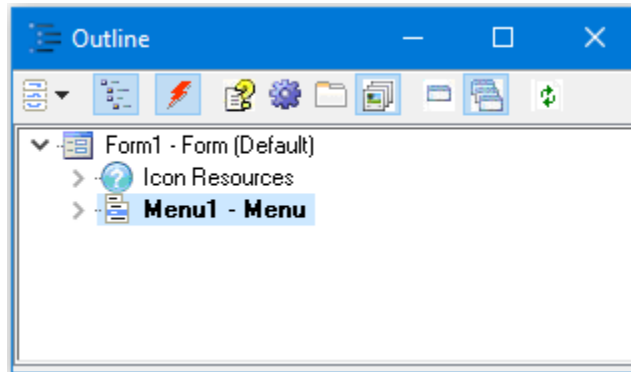 Outline
Form1 - Form (Default)
Icon Resources
Menu1 - Menu